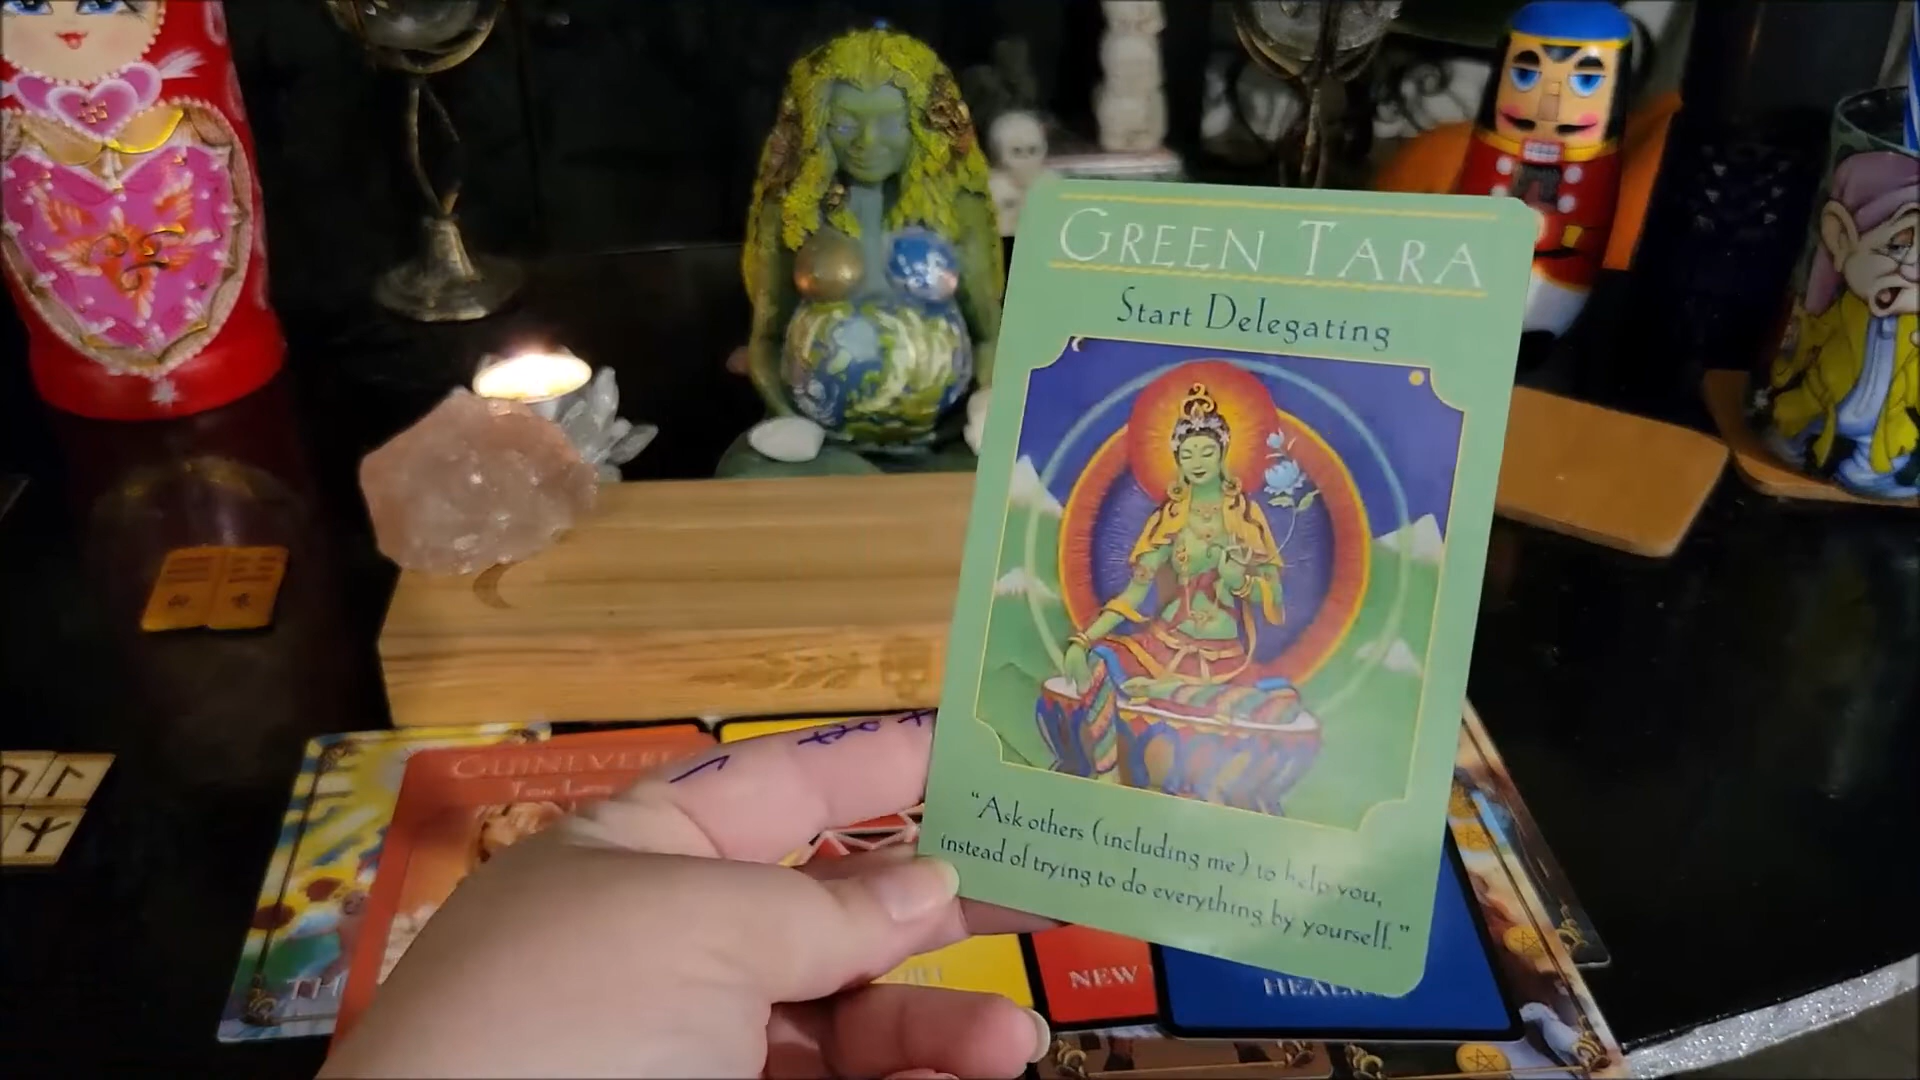 GREEN TARA
Start Delegating
"Ask others (including me) to help you,
instead of trying to do everything by yourself."
GUINEVERE
True Love
TH
NEW